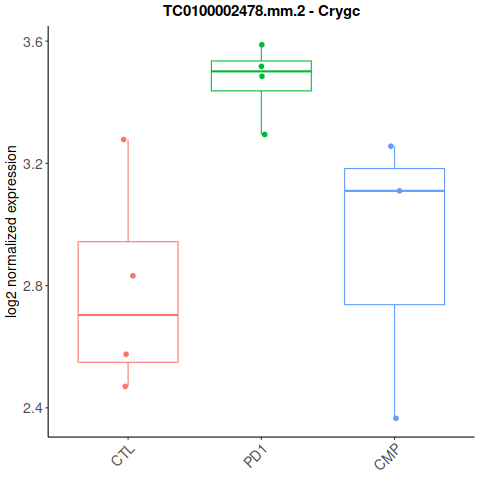 TC0100002478.mm.2 - Crygc
log2 normalized expression
3.6
3.2
2.8
2.4
CTL
PD1
CMP